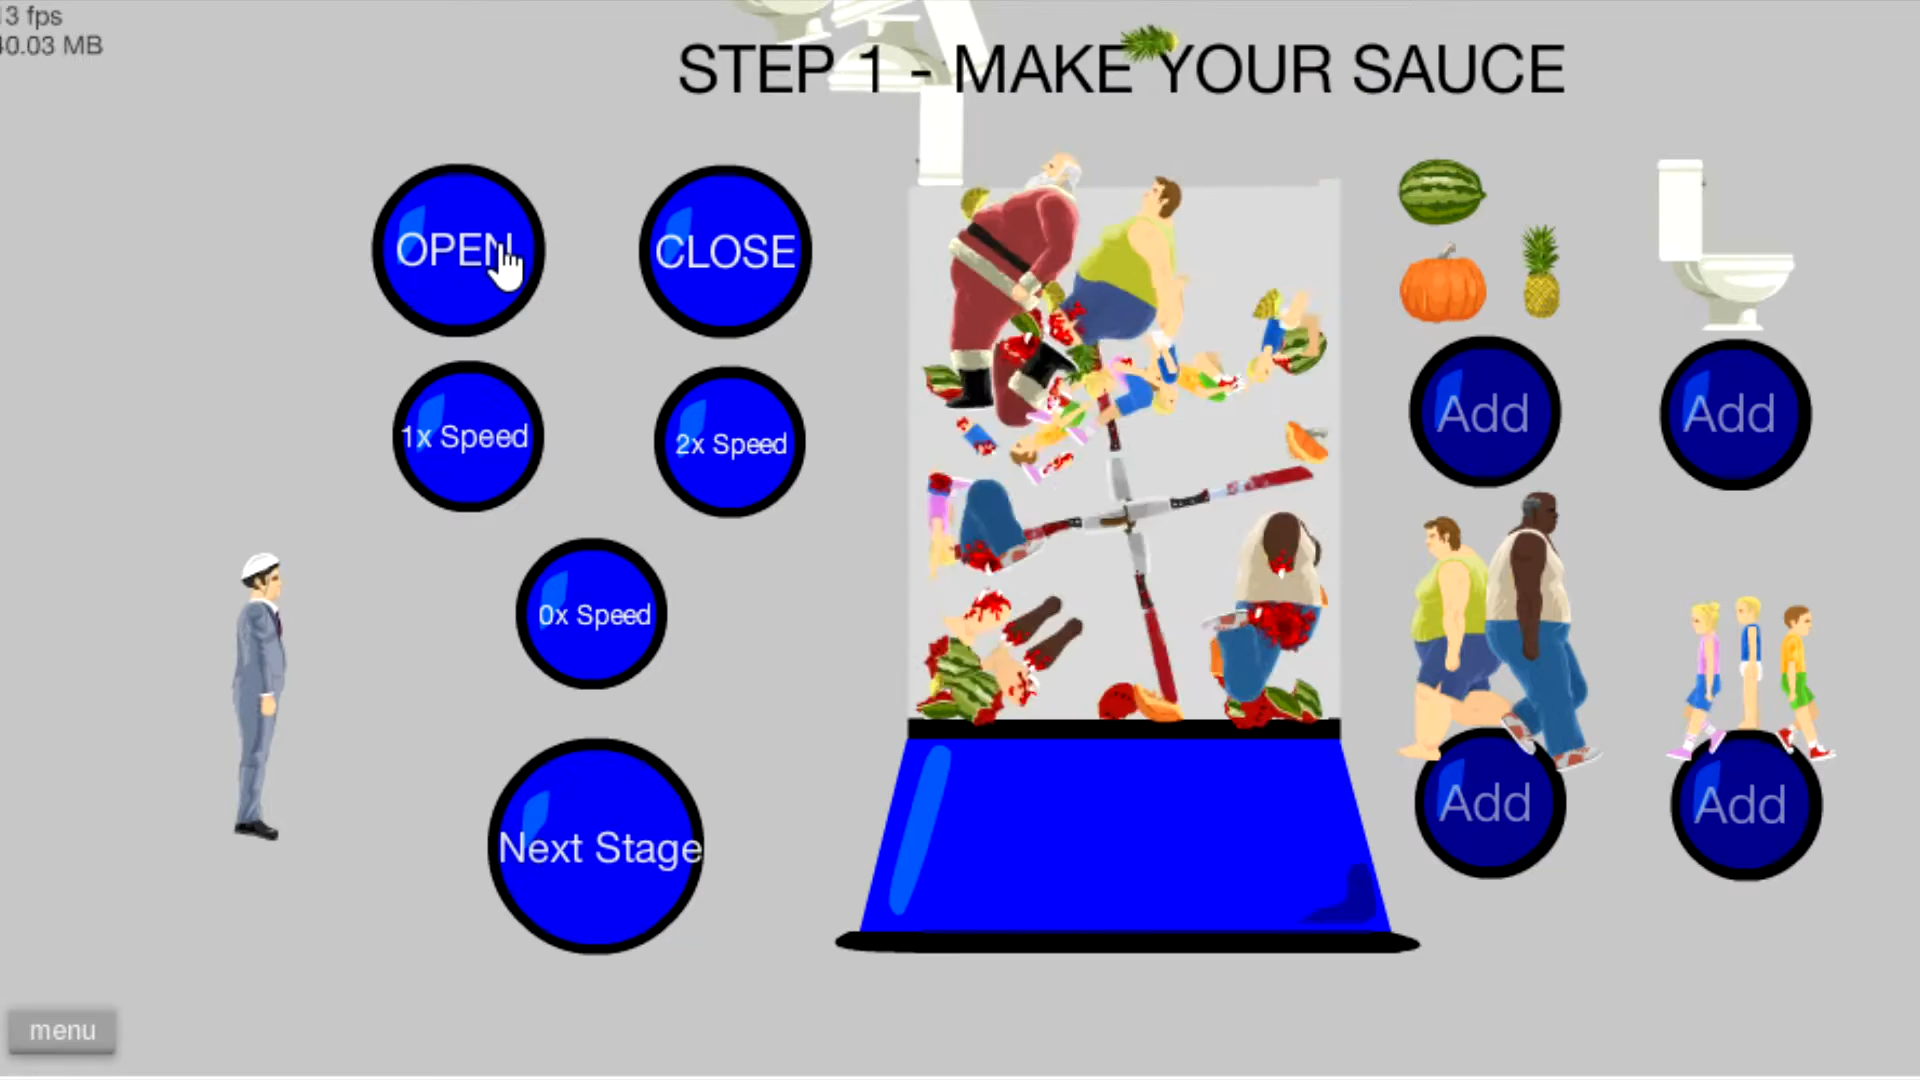 3 fps
40.03 MB
STEP 1 - MAKE YOUR SAUCE
OPEN
CLOSE
1x Speed
2x Speed
Add
Add
0x Speed
Next Stage
Add
Add
menu